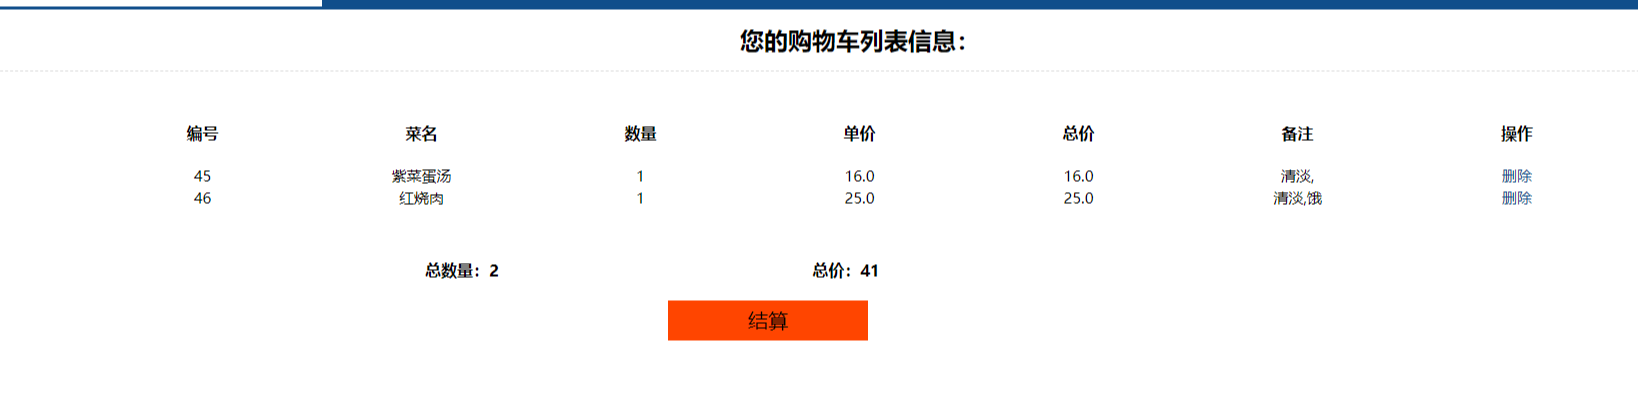 您的购物车列表信息：
编号 菜名 数量 单价 总价 备注 操作
45 紫菜蛋汤 1 16.0 16.0 清淡, 删除
46 红烧肉 1 25.0 25.0 清淡,饿 删除
总数量：2 总价：41
结算